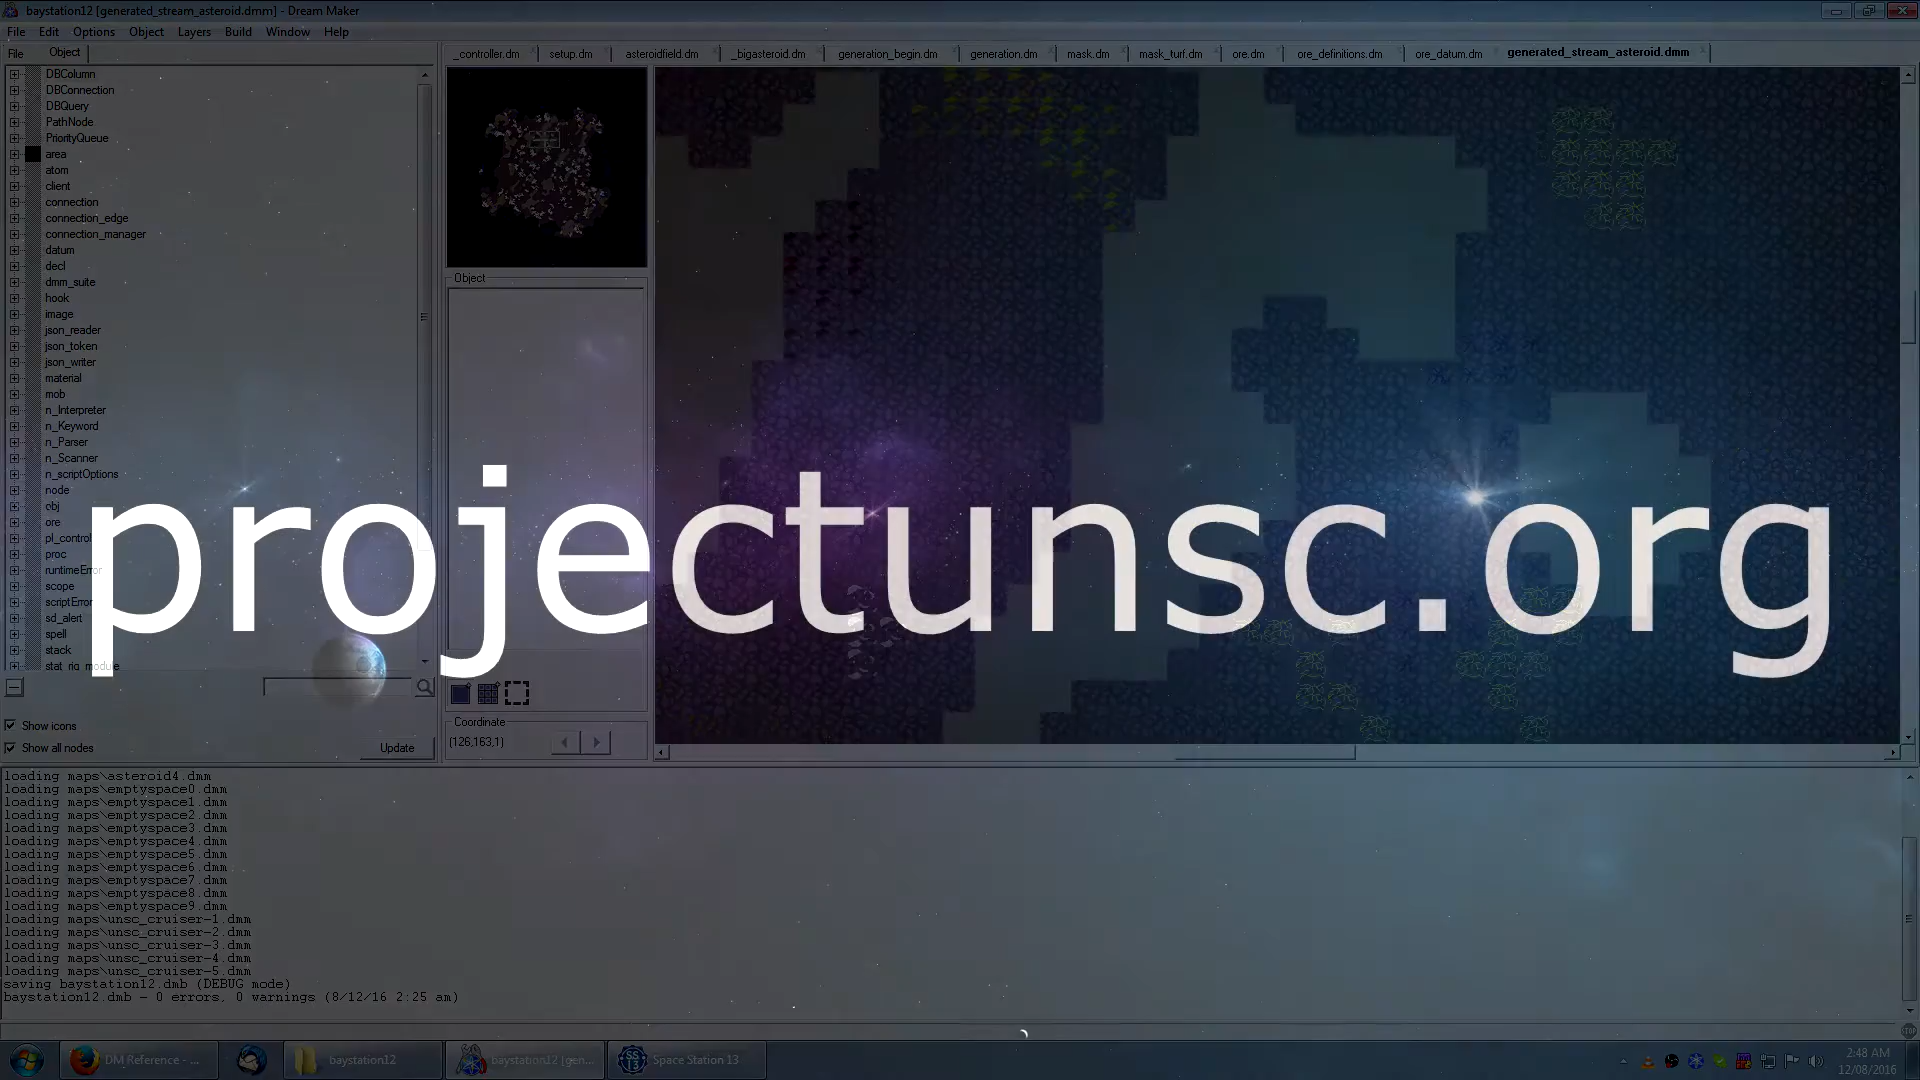 baystation12 [generated_stream_asteroid.dmm] - Dream Maker
File Edit Options Object Layers Build Window Help
File Object
_controller.dm setup.dm asteroidfield.dm _bigasteroid.dm generation_begin.dm generation.dm mask.dm mask_turf.dm ore.dm ore_definitions.dm ore_datum.dm generated_stream_asteroid.dmm
DBColumn
DBConnection
DBQuery
PathNode
PriorityQueue
area
atom
client
connection
connection_edge
connection_manager
datum
decl
dmm_suite
hook
image
json_reader
json_token
json_writer
material
mob
n_Interpreter
n_Keyword
n_Parser
n_Scanner
n_scriptOptions
node
obj
ore
pl_control
proc
runtimeError
scope
scriptError
sd_alert
spell
stack
stat_rig_module
Show icons
Show all nodes
Update
Object
Coordinate
(126,163,1)
projectunsc.org
loading maps\asteroid4.dmm
loading maps\emptyspace0.dmm
loading maps\emptyspace1.dmm
loading maps\emptyspace2.dmm
loading maps\emptyspace3.dmm
loading maps\emptyspace4.dmm
loading maps\emptyspace5.dmm
loading maps\emptyspace6.dmm
loading maps\emptyspace7.dmm
loading maps\emptyspace8.dmm
loading maps\emptyspace9.dmm
loading maps\unsc_cruiser-1.dmm
loading maps\unsc_cruiser-2.dmm
loading maps\unsc_cruiser-3.dmm
loading maps\unsc_cruiser-4.dmm
loading maps\unsc_cruiser-5.dmm
saving baystation12.dmb (DEBUG mode)
baystation12.dmb - 0 errors, 0 warnings (8/12/16 2:25 am)
DM Reference - ... baystation12 baystation12 [gen... Space Station 13
2:48 AM
12/08/2016